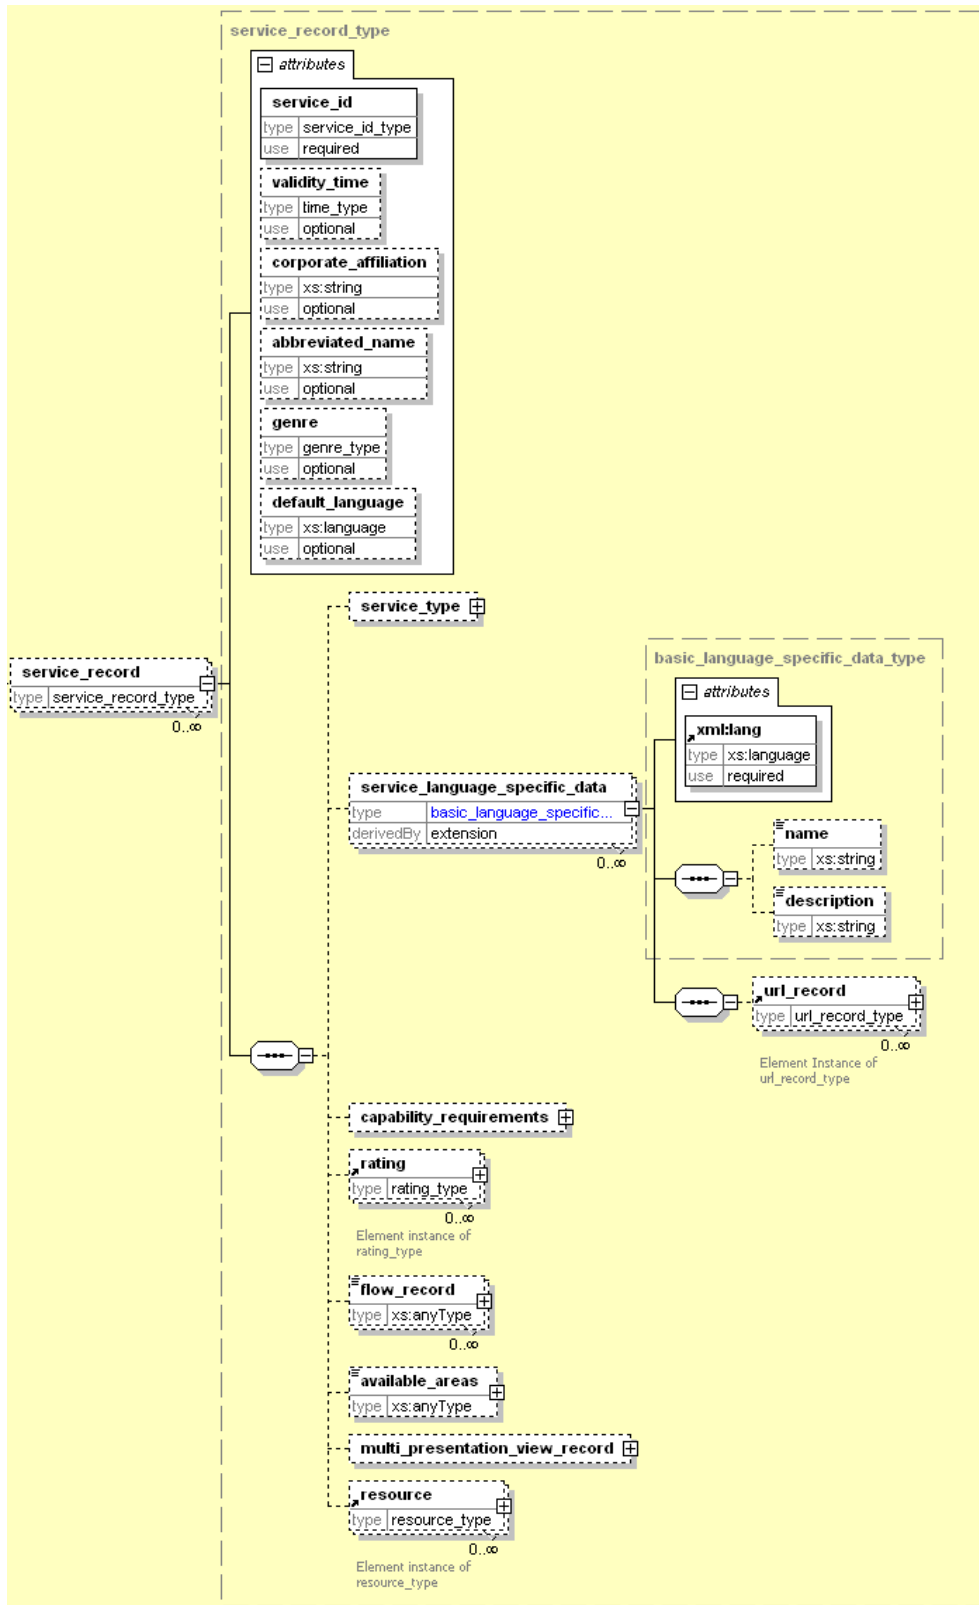 service_record_type
attributes
service_id
type service_id_type
use required
validity_time
type time_type
use optional
corporate_affiliation
type xs:string
use optional
abbreviated_name
type xs:string
use optional
genre
type genre_type
use optional
default_language
type xs:language
use optional
service_type
service_record
type service_record_type
0..∞
basic_language_specific_data_type
attributes
xml:lang
type xs:language
use required
service_language_specific_data
type basic_language_specific...
derivedBy extension
0..∞
name
type xs:string
description
type xs:string
url_record
type url_record_type
0..∞
Element Instance of
url_record_type
capability_requirements
rating
type rating_type
0..∞
Element instance of
rating_type
flow_record
type xs:anyType
0..∞
available_areas
type xs:anyType
multi_presentation_view_record
resource
type resource_type
0..∞
Element instance of
resource_type